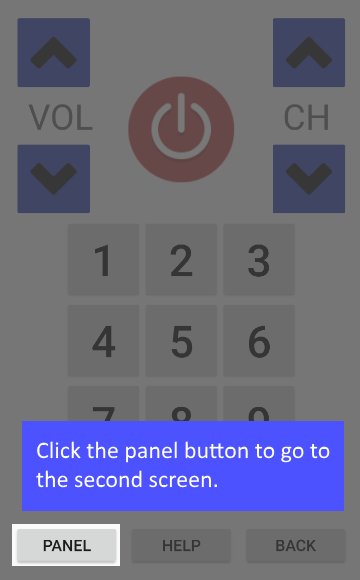 VOL CH
1 2 3
4 5 6
7 8 9
Click the panel button to go to
the second screen.
PANEL HELP BACK